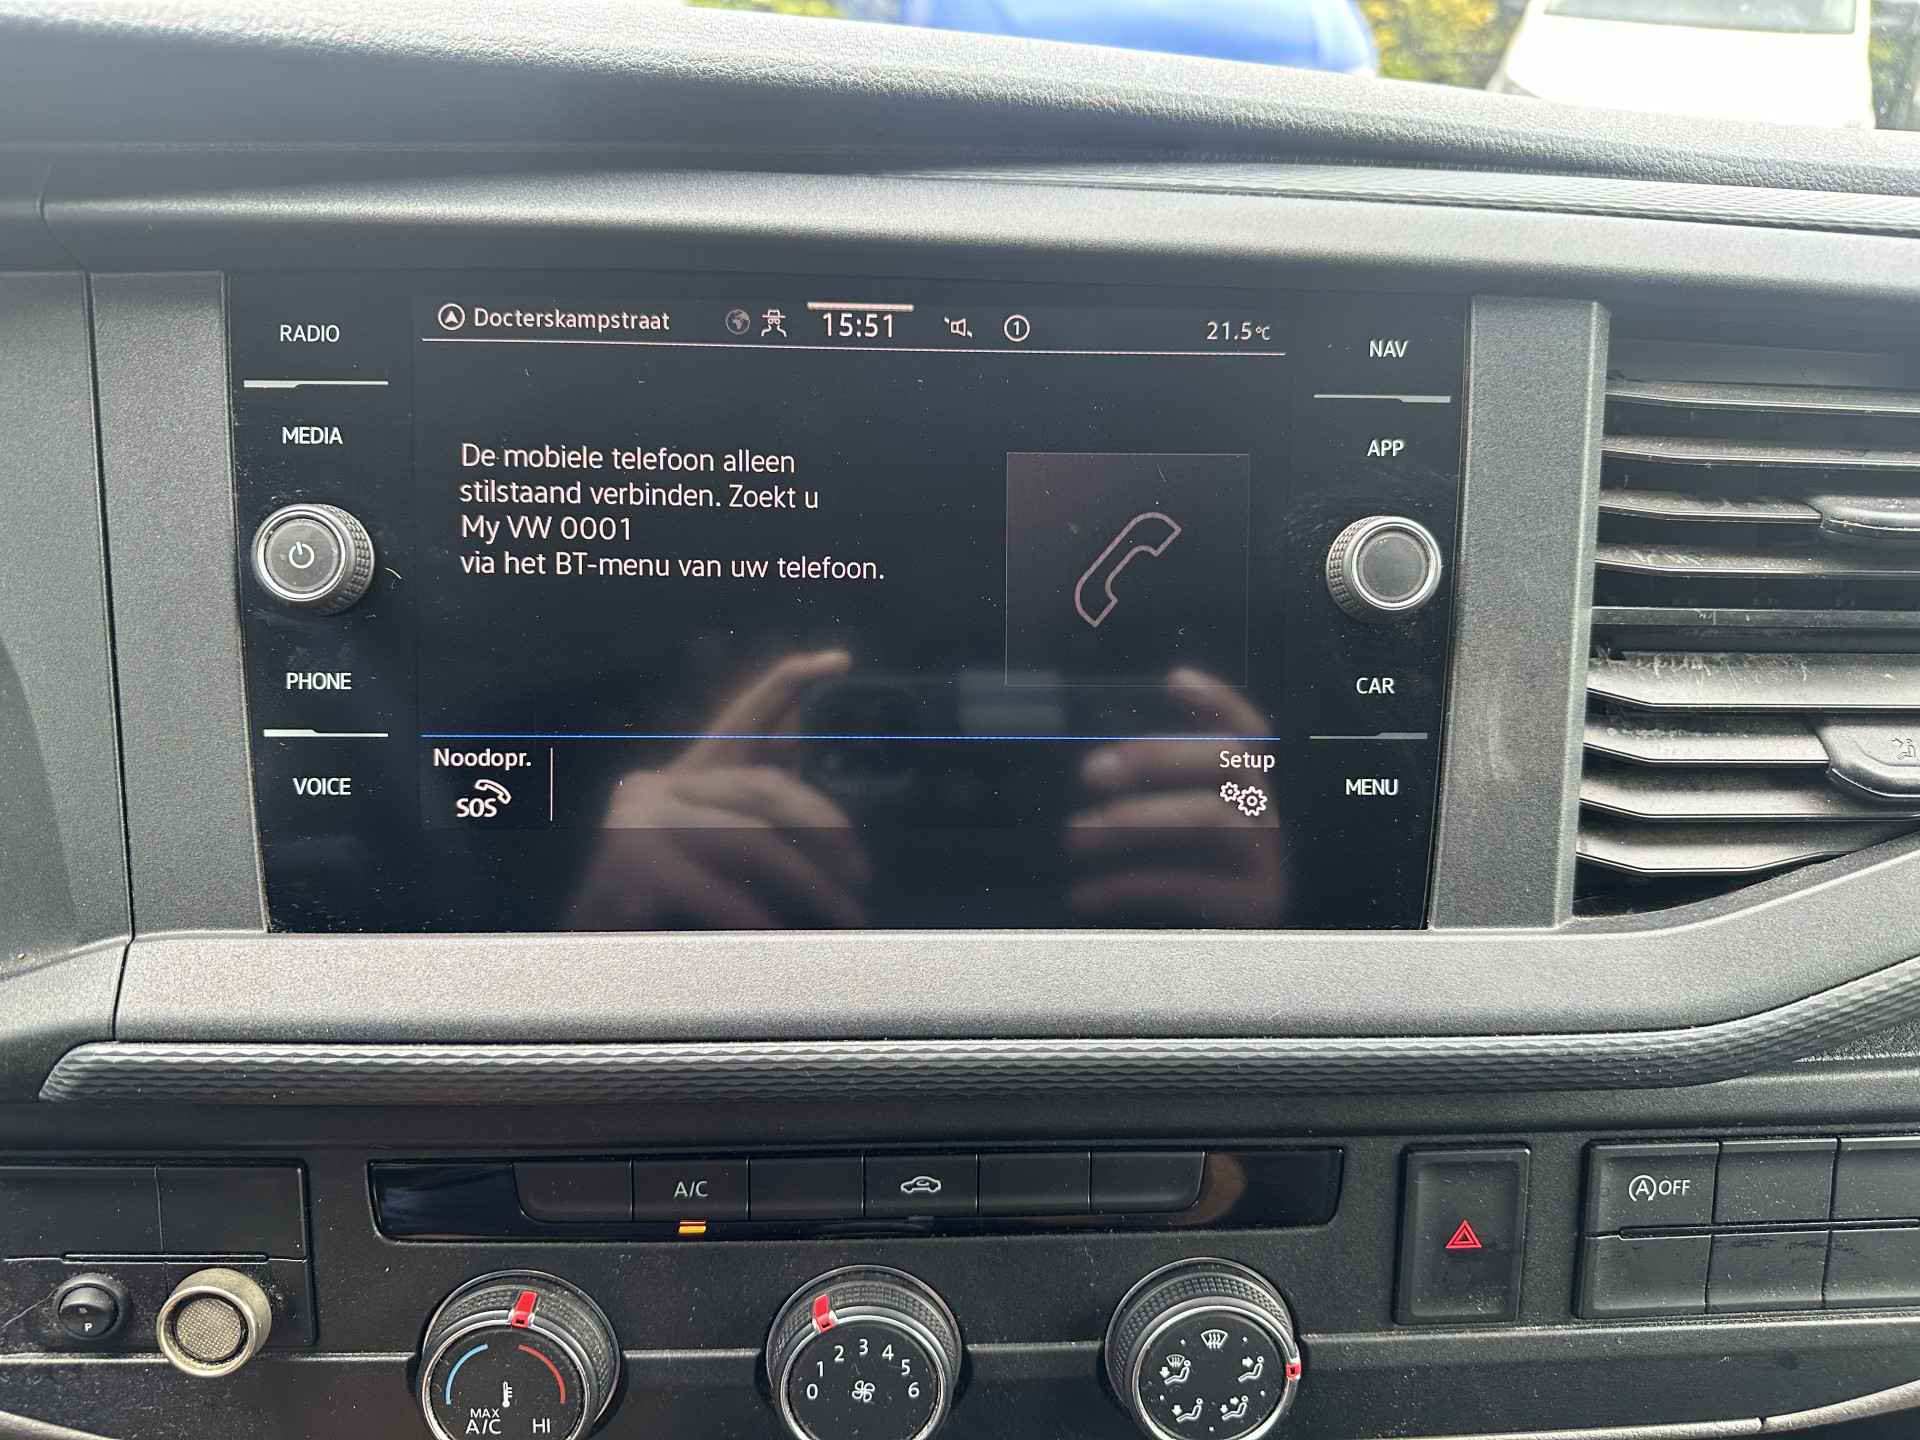 RADIO
MEDIA
PHONE
VOICE
Docterskampstraat 15:51 1 21.5°C
De mobiele telefoon alleen
stilstaand verbinden. Zoekt u
My VW 0001
via het BT-menu van uw telefoon.
Noodopr.
SOS
Setup
NAV
APP
CAR
MENU
A/C
A OFF
P
MAX
A/C HI
0 1 2 3 4 5 6